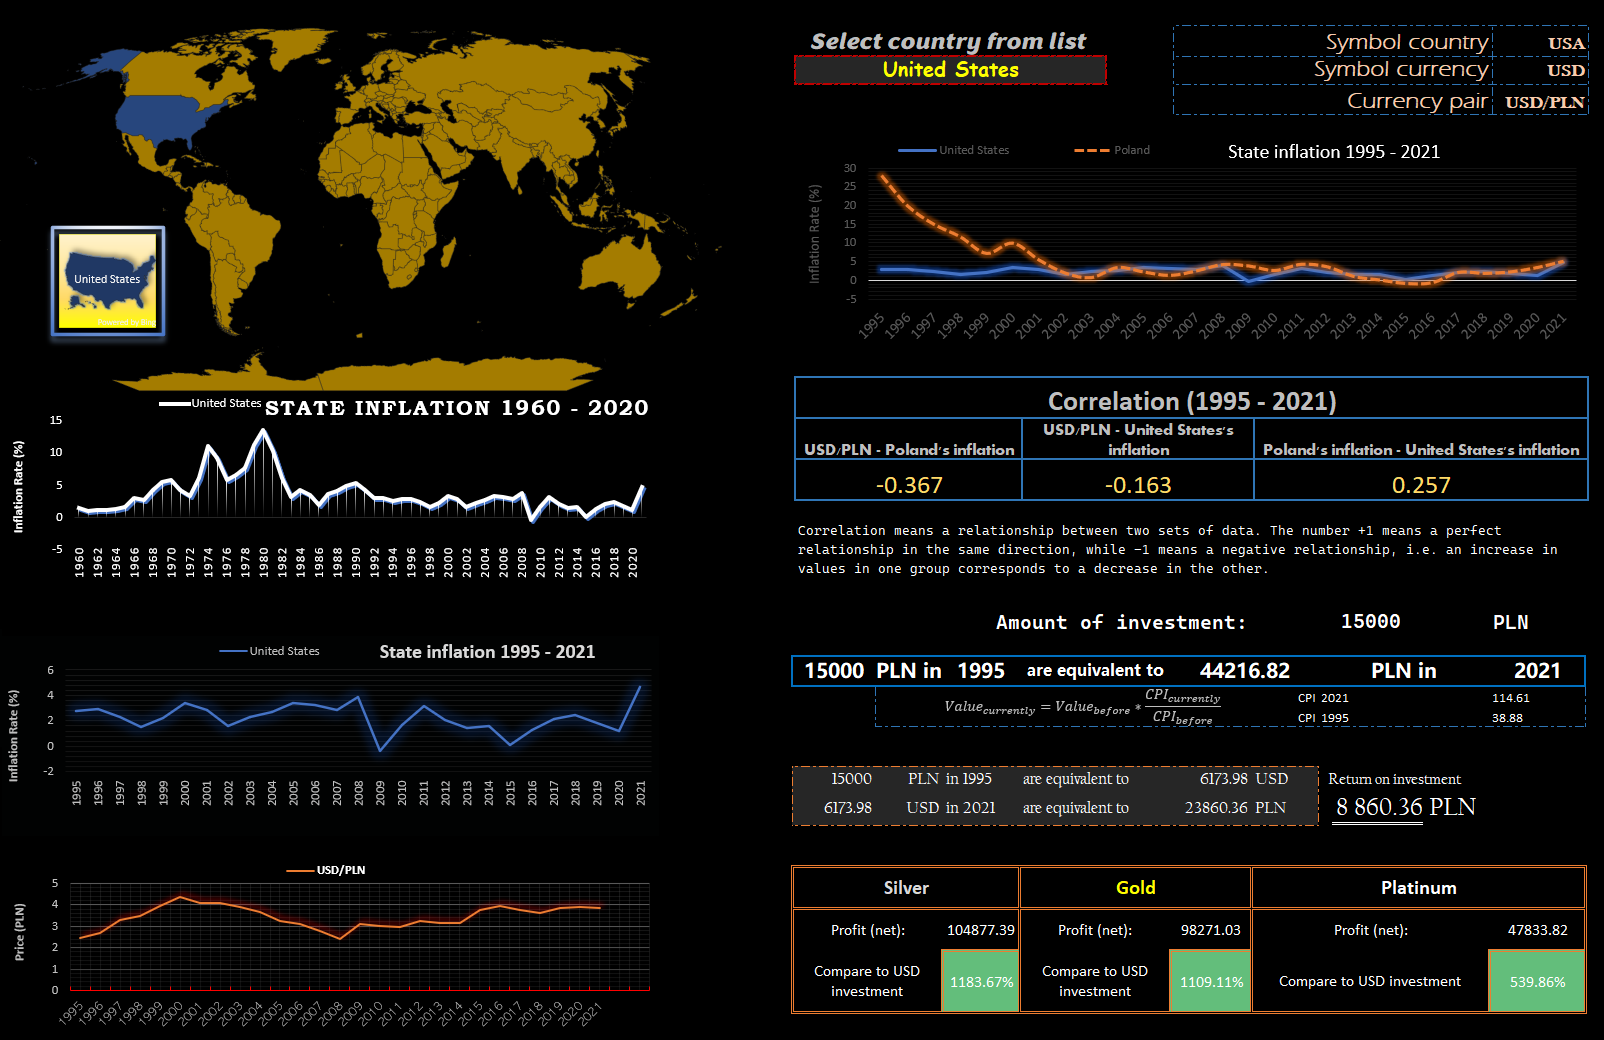 Select country from list
United States
Symbol country USA
Symbol currency USD
Currency pair USD/PLN
United States
Powered by Bing
United States Poland State inflation 1995 - 2021
Inflation Rate (%)
30
25
20
15
10
5
0
-5
1995 1996 1997 1998 1999 2000 2001 2002 2003 2004 2005 2006 2007 2008 2009 2010 2011 2012 2013 2014 2015 2016 2017 2018 2019 2020 2021
United States STATE INFLATION 1960 - 2020
Inflation Rate (%)
15
10
5
0
-5
1960 1962 1964 1966 1968 1970 1972 1974 1976 1978 1980 1982 1984 1986 1988 1990 1992 1994 1996 1998 2000 2002 2004 2006 2008 2010 2012 2014 2016 2018 2020
Correlation (1995 - 2021)
USD/PLN - Poland's inflation
USD/PLN - United States's
inflation
Poland's inflation - United States's inflation
-0.367 -0.163 0.257
Correlation means a relationship between two sets of data. The number +1 means a perfect
relationship in the same direction, while −1 means a negative relationship, i.e. an increase in
values in one group corresponds to a decrease in the other.
Amount of investment: 15000 PLN
15000 PLN in 1995 are equivalent to 44216.82 PLN in 2021
Value currently = Value before * CPI currently / CPI before
CPI 2021 114.61
CPI 1995 38.88
United States State inflation 1995 - 2021
Inflation Rate (%)
6
4
2
0
-2
1995 1996 1997 1998 1999 2000 2001 2002 2003 2004 2005 2006 2007 2008 2009 2010 2011 2012 2013 2014 2015 2016 2017 2018 2019 2020 2021
15000 PLN in 1995 are equivalent to 6173.98 USD
6173.98 USD in 2021 are equivalent to 23860.36 PLN
Return on investment
8 860.36 PLN
USD/PLN
Price (PLN)
5
4
3
2
1
0
1995 1996 1997 1998 1999 2000 2001 2002 2003 2004 2005 2006 2007 2008 2009 2010 2011 2012 2013 2014 2015 2016 2017 2018 2019 2020 2021
Silver Gold Platinum
Profit (net): 104877.39 Profit (net): 98271.03 Profit (net): 47833.82
Compare to USD
investment
1183.67%
Compare to USD
investment
1109.11%
Compare to USD investment 539.86%